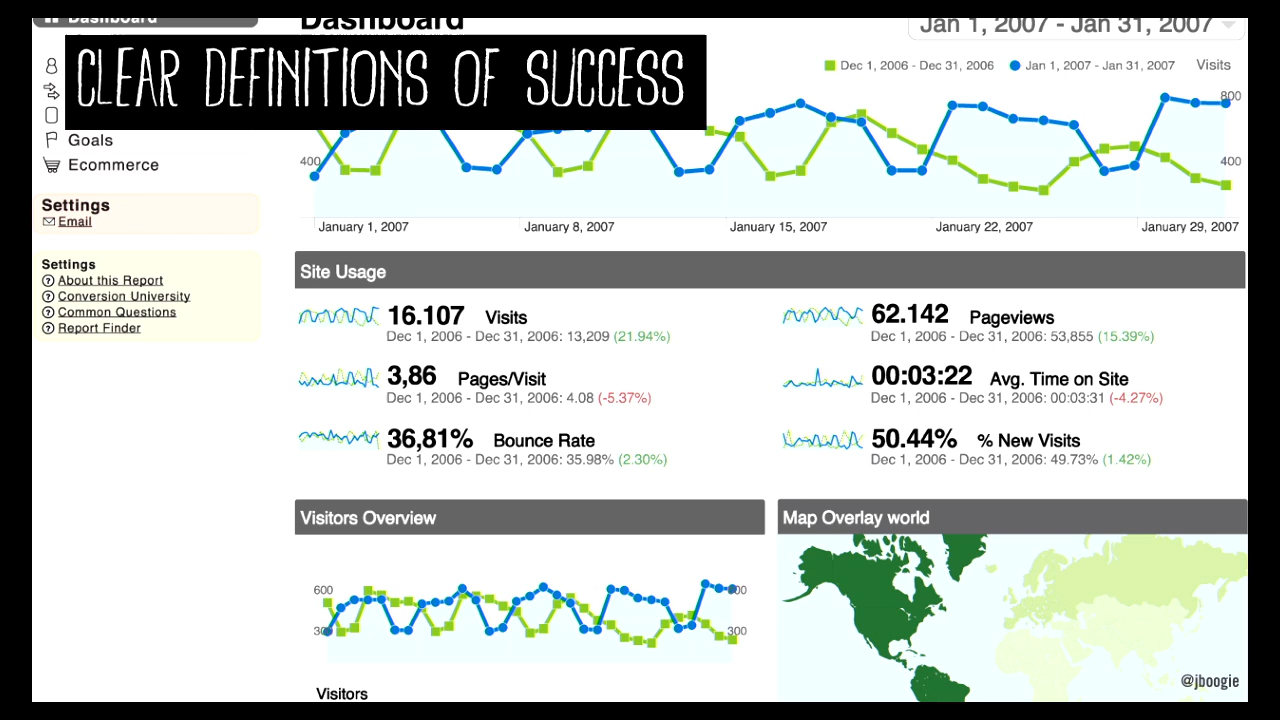 Dashboard
Dashboard
Jan 1, 2007 - Jan 31, 2007
CLEAR DEFINITIONS OF SUCCESS
Dec 1, 2006 - Dec 31, 2006
Jan 1, 2007 - Jan 31, 2007
Visits
800
400
400
Goals
Ecommerce
Settings
Email
January 1, 2007
January 8, 2007
January 15, 2007
January 22, 2007
January 29, 2007
Settings
About this Report
Conversion University
Common Questions
Report Finder
Site Usage
16.107 Visits
Dec 1, 2006 - Dec 31, 2006: 13,209 (21.94%)
62.142 Pageviews
Dec 1, 2006 - Dec 31, 2006: 53,855 (15.39%)
3,86 Pages/Visit
Dec 1, 2006 - Dec 31, 2006: 4.08 (-5.37%)
00:03:22 Avg. Time on Site
Dec 1, 2006 - Dec 31, 2006: 00:03:31 (-4.27%)
36,81% Bounce Rate
Dec 1, 2006 - Dec 31, 2006: 35.98% (2.30%)
50.44% % New Visits
Dec 1, 2006 - Dec 31, 2006: 49.73% (1.42%)
Visitors Overview
600
300
300
Visitors
Map Overlay world
@jboogie